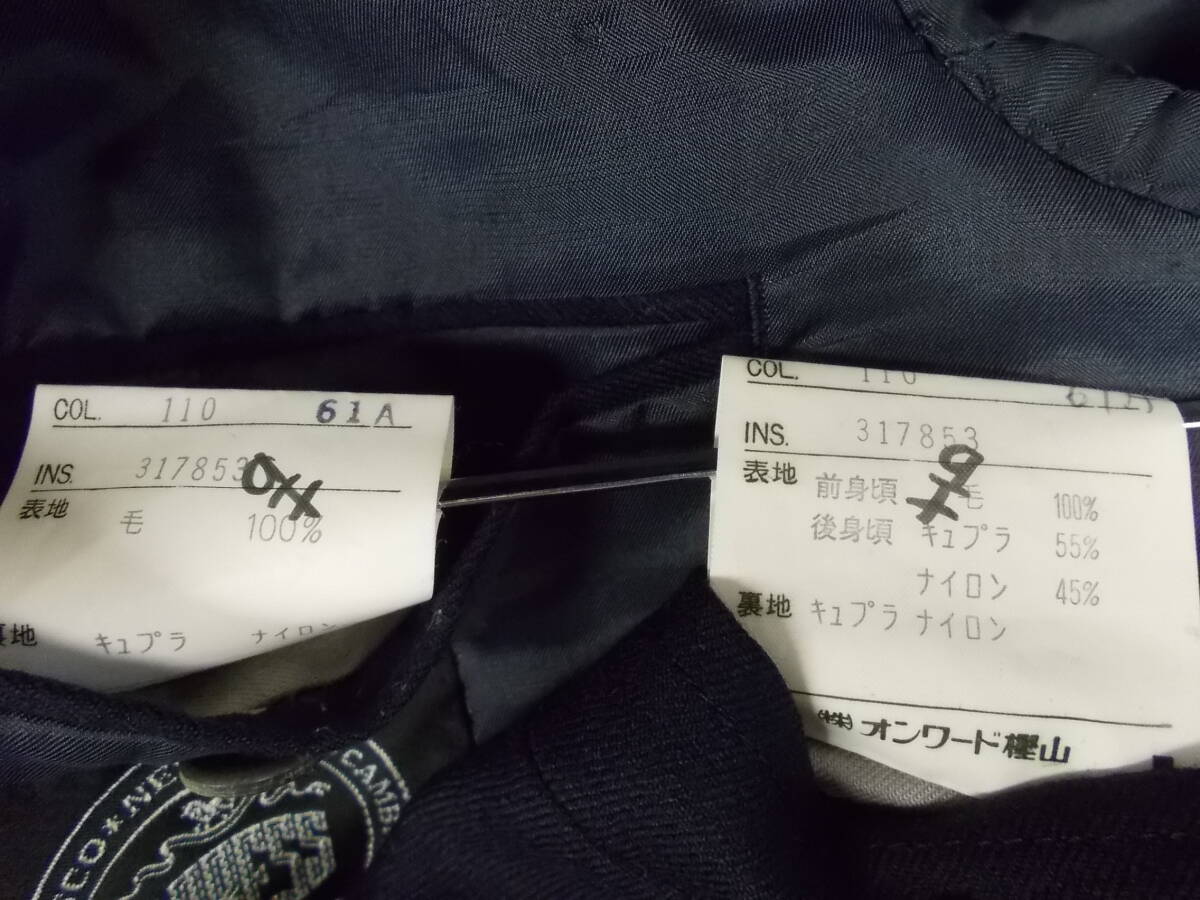 COL. 110 61A
INS. 317853
表地 毛 100%
裏地 キュプラ ナイロン
COL. 110
INS. 317853
表地 前身頃 毛 100%
後身頃 キュプラ 55%
ナイロン 45%
裏地 キュプラ ナイロン
(株)オンワード樫山
SCO*NE
CAMB